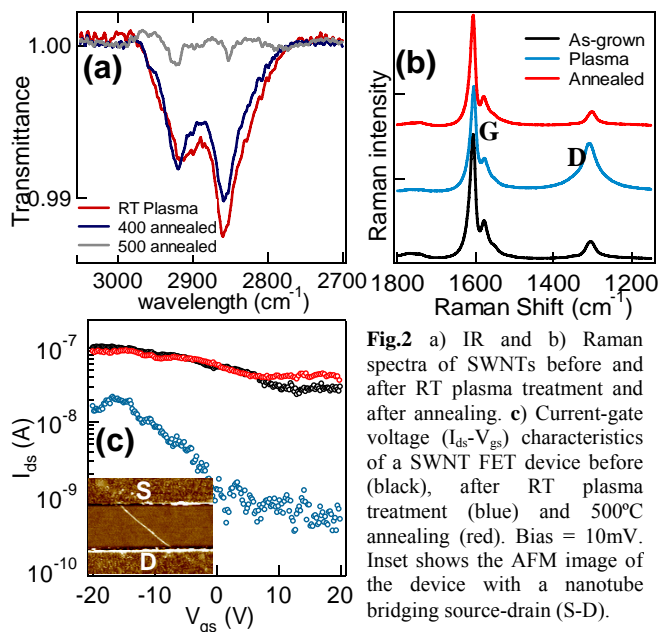 1.00
(a)
Transmittance
0.99
RT Plasma
400 annealed
500 annealed
3000 2900 2800 2700
wavelength (cm-1)
(b)
As-grown
Plasma
Annealed
G
D
Raman intensity
1800 1600 1400 1200
Raman Shift (cm-1)
10-7
10-8
10-9
10-10
Ids (A)
(c)
S
D
-20 -10 0 10 20
Vgs (V)
Fig.2 a) IR and b) Raman
spectra of SWNTs before and
after RT plasma treatment and
after annealing. c) Current-gate
voltage (Ids-Vgs) characteristics
of a SWNT FET device before
(black), after RT plasma
treatment (blue) and 500ºC
annealing (red). Bias = 10mV.
Inset shows the AFM image of
the device with a nanotube
bridging source-drain (S-D).